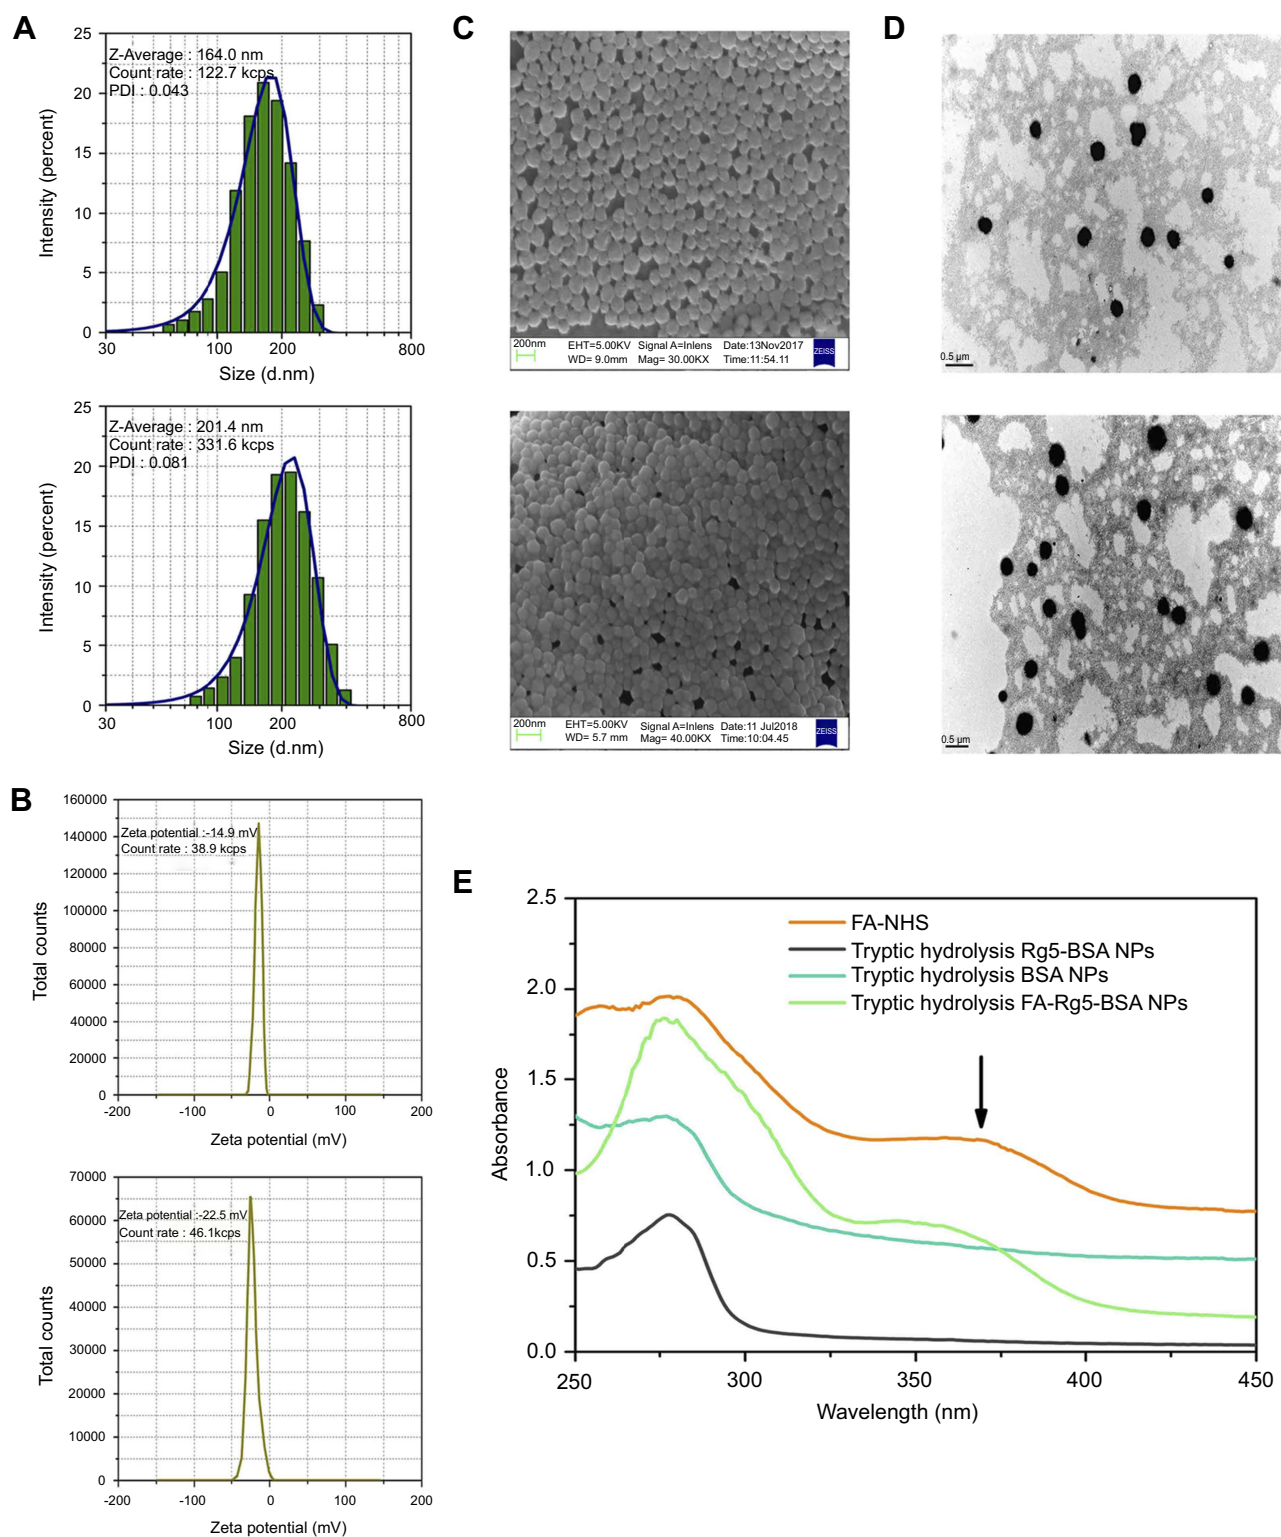 A
25
20
15
10
5
0
Intensity (percent)
Z-Average : 164.0 nm
Count rate : 122.7 kcps
PDI : 0.043
30
100
200
800
Size (d.nm)
25
20
15
10
5
0
Intensity (percent)
Z-Average : 201.4 nm
Count rate : 331.6 kcps
PDI : 0.081
30
100
200
800
Size (d.nm)
B
160000
140000
120000
100000
80000
60000
40000
20000
0
Total counts
Zeta potential :-14.9 mV
Count rate : 38.9 kcps
-200
-100
0
100
200
Zeta potential (mV)
70000
60000
50000
40000
30000
20000
10000
0
Total counts
Zeta potential :-22.5 mV
Count rate : 46.1kcps
-200
-100
0
100
200
Zeta potential (mV)
C
200nm
EHT=5.00KV Signal A=Inlens Date:13Nov2017
WD= 9.0mm Mag= 30.00KX Time:11:54.11
ZEISS
200nm
EHT=5.00KV Signal A=Inlens Date:11 Jul2018
WD= 5.7 mm Mag= 40.00KX Time:10:04.45
ZEISS
D
0.5 µm
0.5 µm
E
2.5
2.0
1.5
1.0
0.5
0.0
Absorbance
FA-NHS
Tryptic hydrolysis Rg5-BSA NPs
Tryptic hydrolysis BSA NPs
Tryptic hydrolysis FA-Rg5-BSA NPs
250
300
350
400
450
Wavelength (nm)